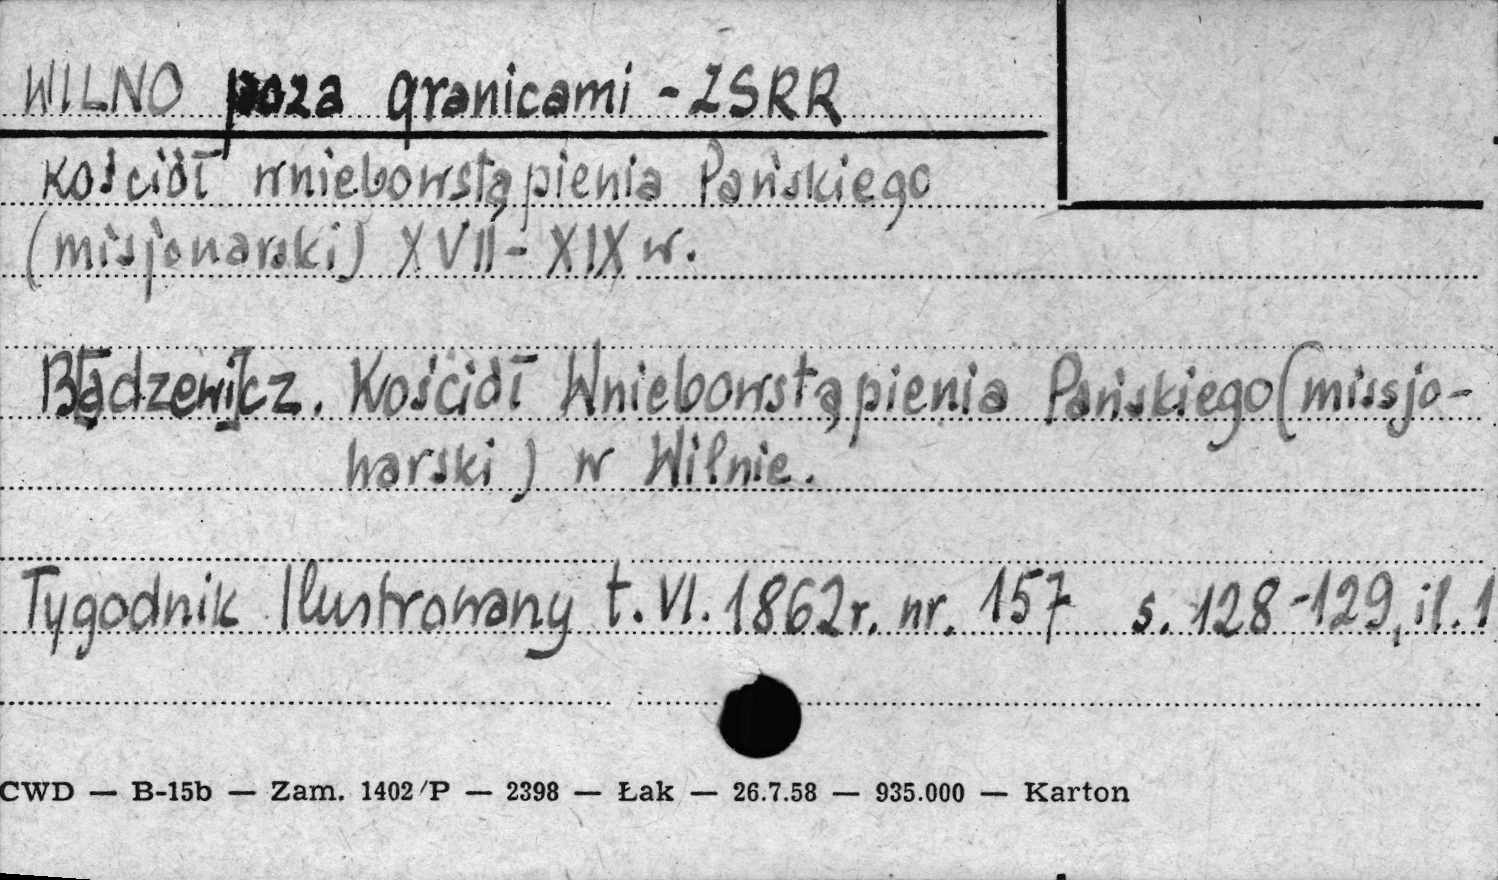 WILNO poza granicami - ZSRR
kościół wniebowstąpienia Pańskiego
(misjonarski) XVII - XIX w.
Błądzewicz. Kościół Wniebowstąpienia Pańskiego (missjo-
narski) w Wilnie.
Tygodnik Ilustrowany t. VI. 1862r. nr. 157 s. 128-129, il. 1
CWD — B-15b — Zam. 1402/P — 2398 — Łak — 26.7.58 — 935.000 — Karton